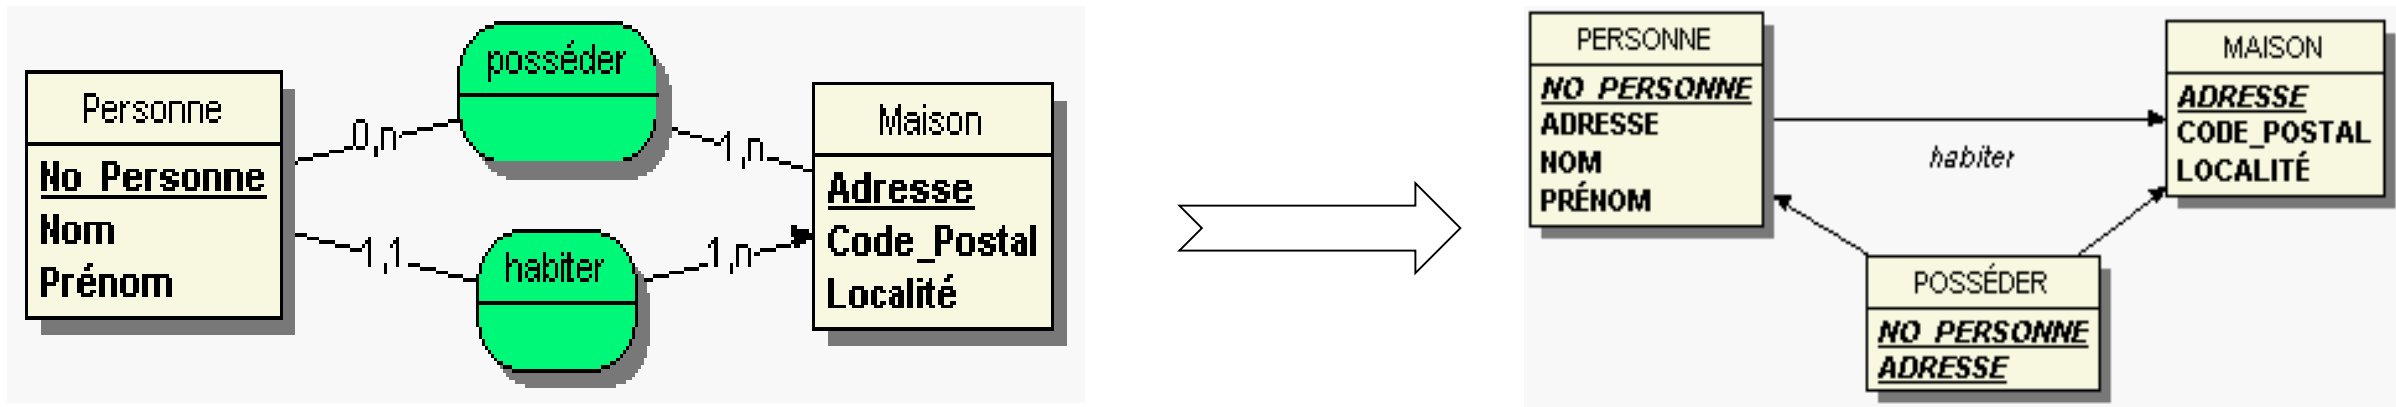 Personne
No_Personne
Nom
Prénom
posséder
0,n
1,n
habiter
1,1
1,n
Maison
Adresse
Code_Postal
Localité
PERSONNE
NO_PERSONNE
ADRESSE
NOM
PRÉNOM
habiter
MAISON
ADRESSE
CODE_POSTAL
LOCALITÉ
POSSÉDER
NO_PERSONNE
ADRESSE